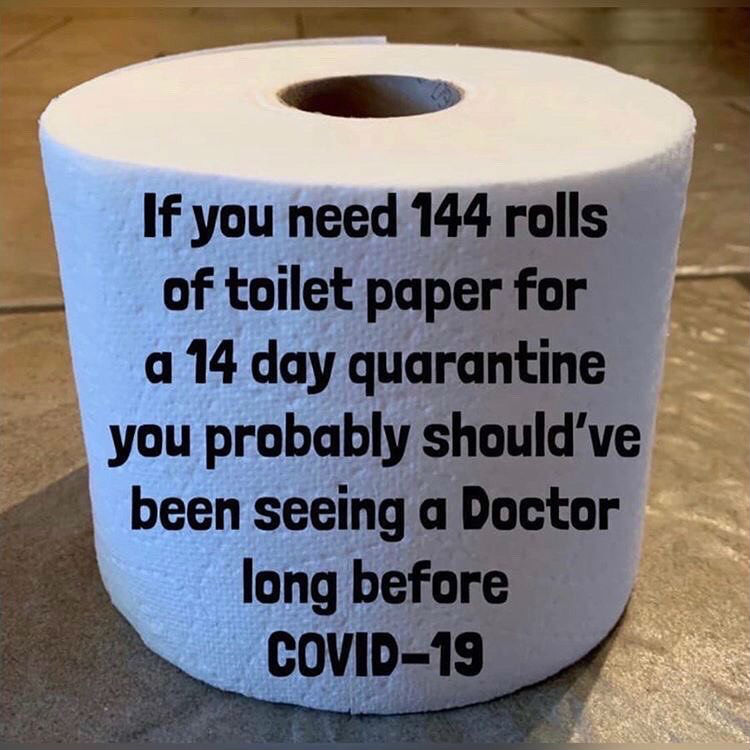 If you need 144 rolls
of toilet paper for
a 14 day quarantine
you probably should've
been seeing a Doctor
long before
COVID-19